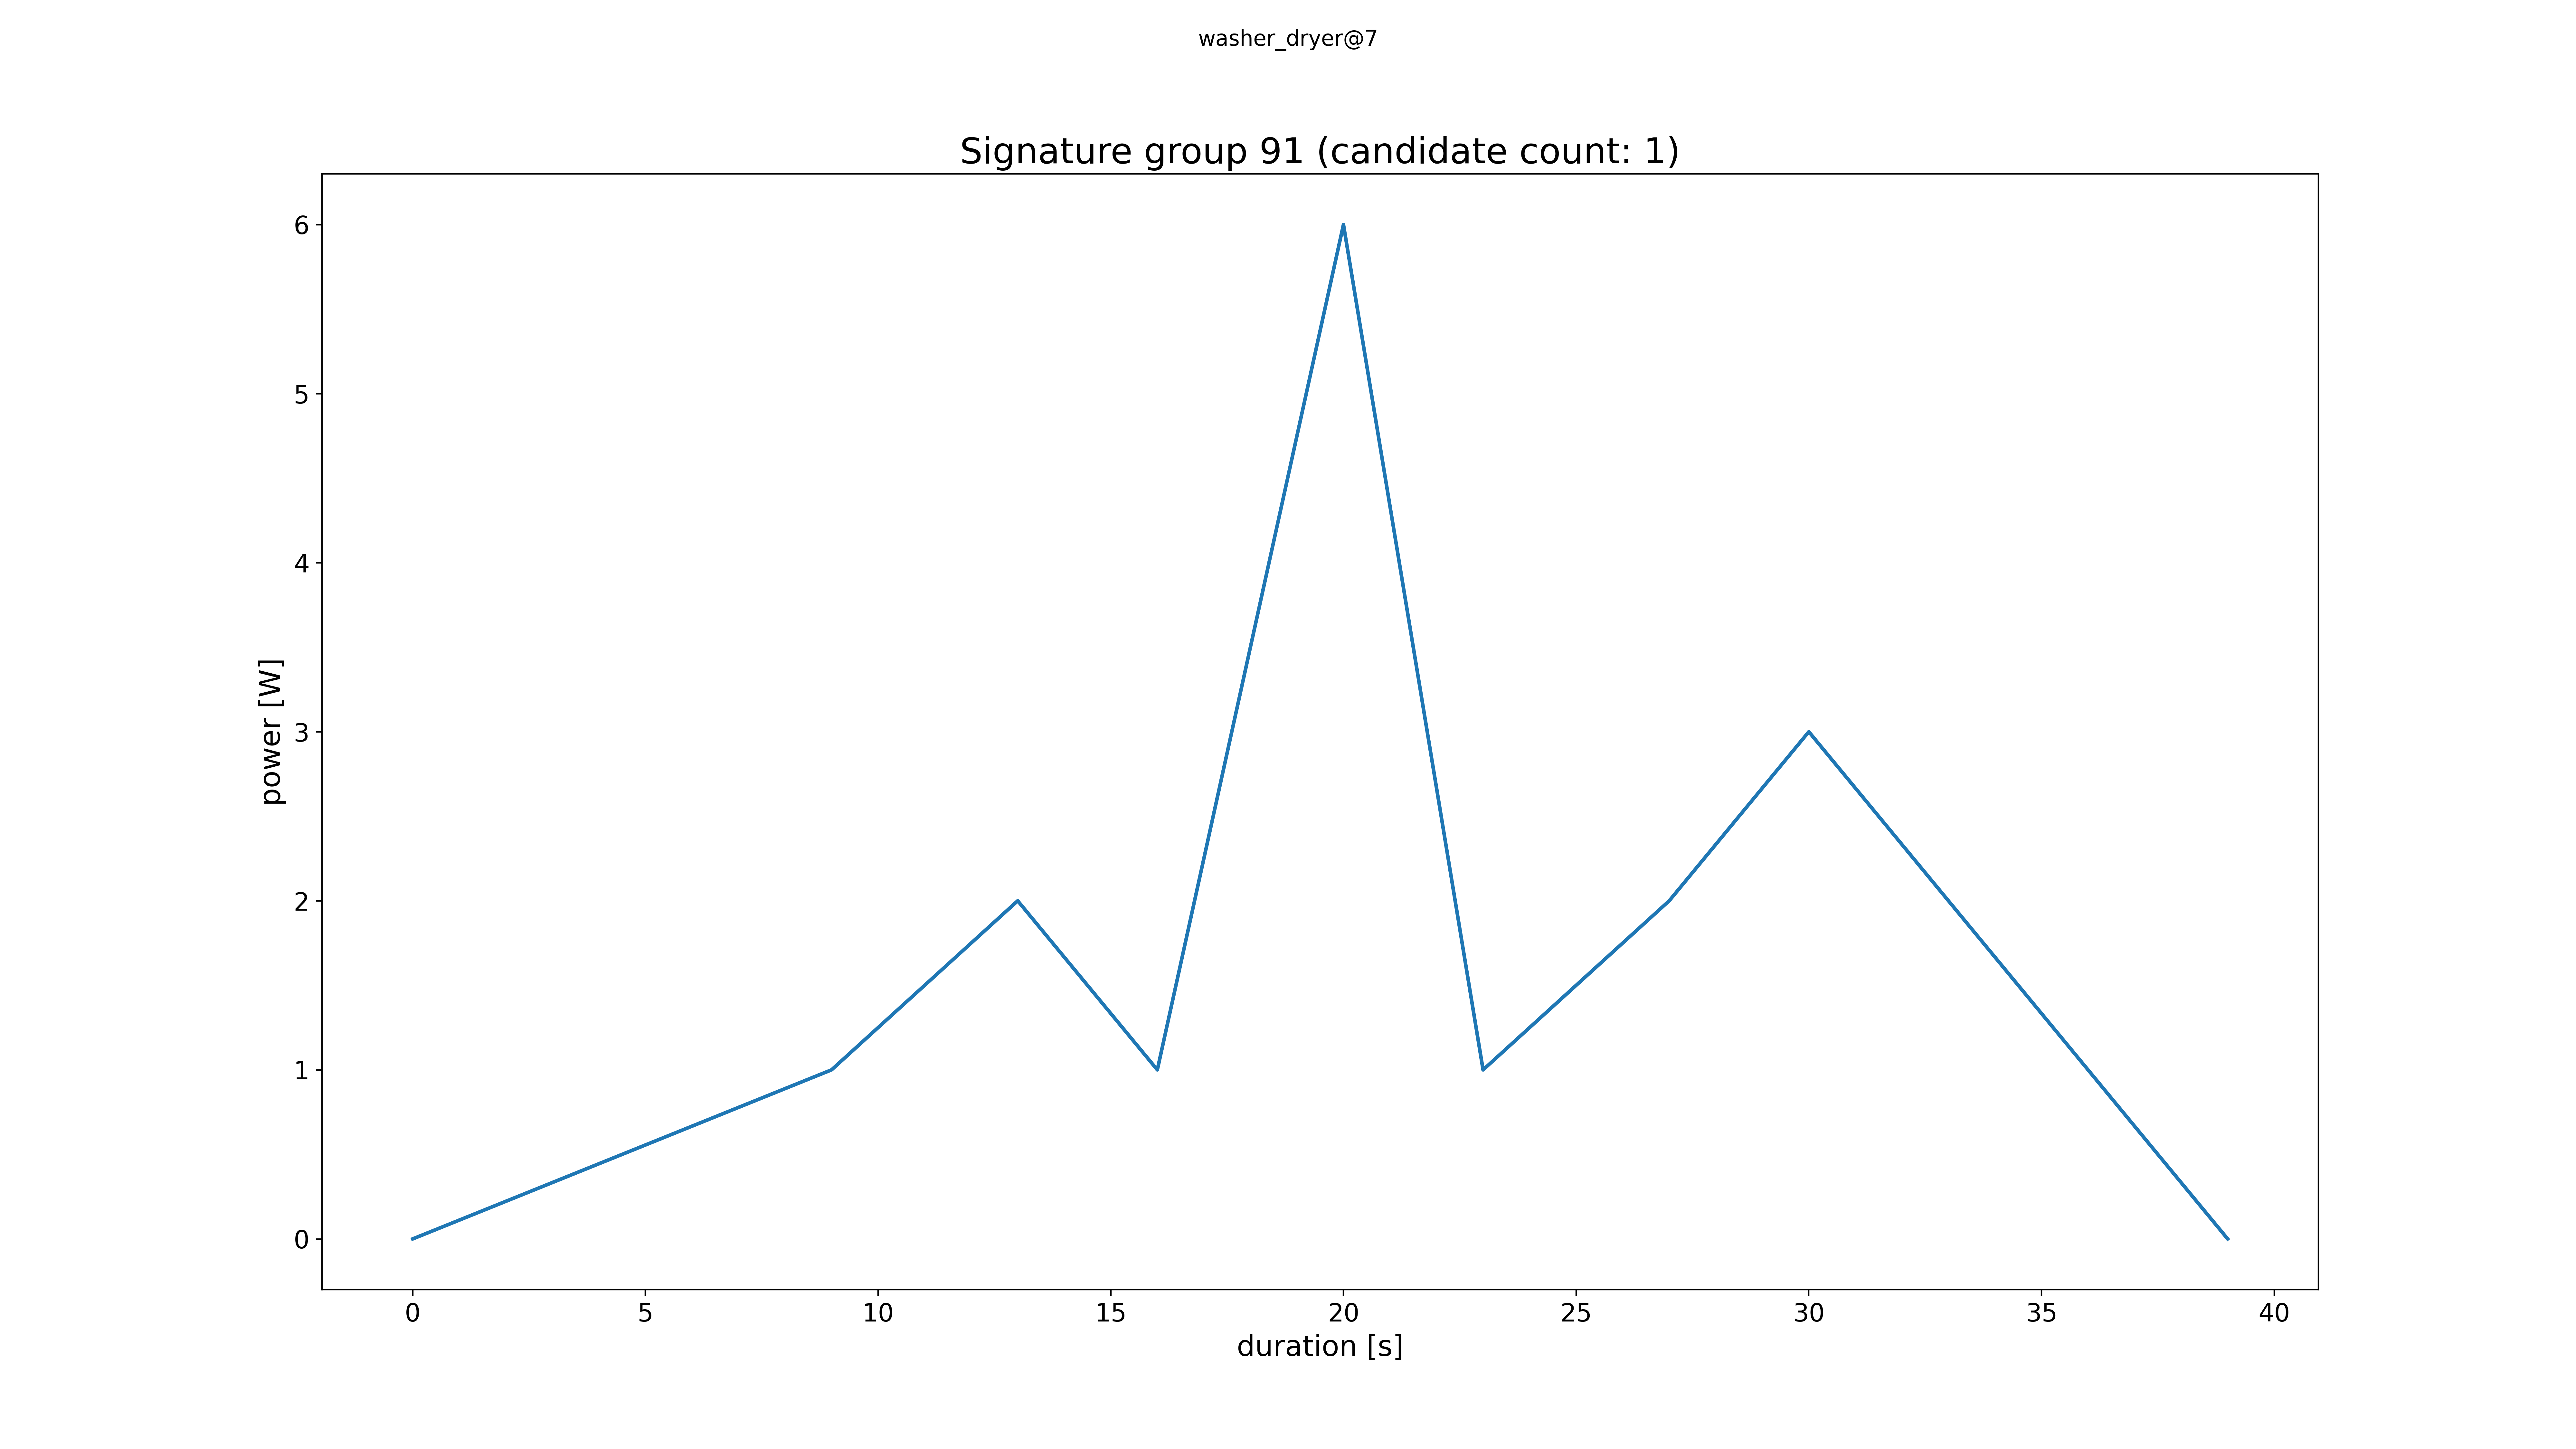 washer_dryer@7
Signature group 91 (candidate count: 1)
power [W]
6
5
4
3
2
1
0
0 5 10 15 20 25 30 35 40
duration [s]